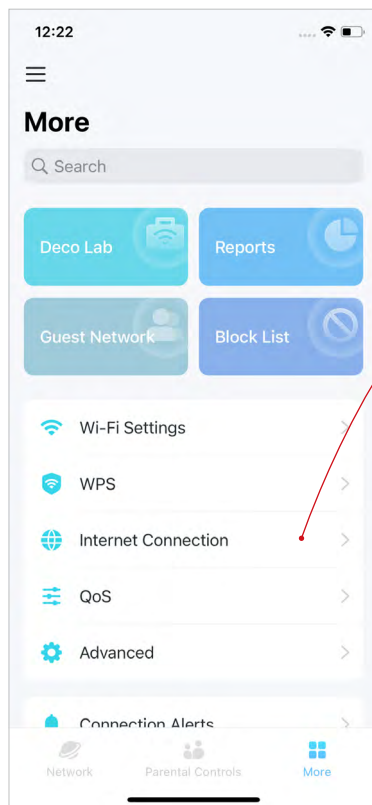 12:22
More
Search
Deco Lab
Reports
Guest Network
Block List
Wi-Fi Settings
WPS
Internet Connection
QoS
Advanced
Connection Alerts
Network Parental Controls More